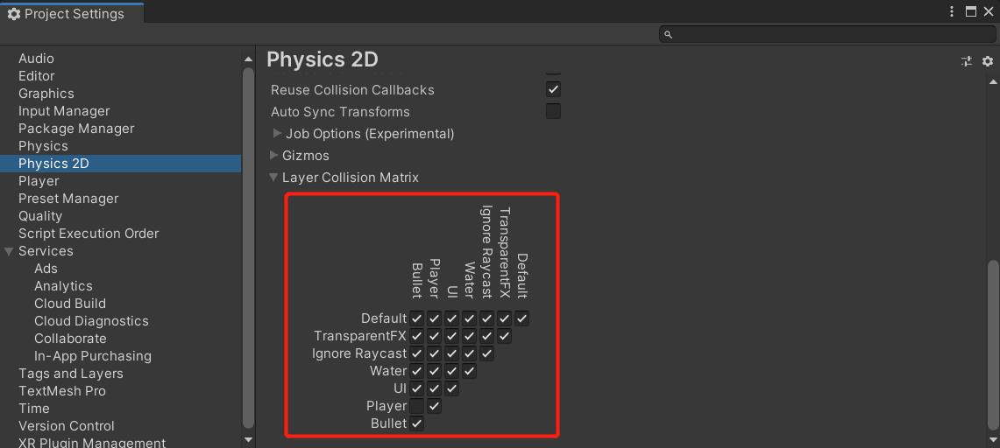 Project Settings
Audio
Editor
Graphics
Input Manager
Package Manager
Physics
Physics 2D
Player
Preset Manager
Quality
Script Execution Order
Services
Ads
Analytics
Cloud Build
Cloud Diagnostics
Collaborate
In-App Purchasing
Tags and Layers
TextMesh Pro
Time
Version Control
XR Plugin Management
Physics 2D
Reuse Collision Callbacks
Auto Sync Transforms
Job Options (Experimental)
Gizmos
Layer Collision Matrix
Bullet
Player
UI
Water
Ignore Raycast
TransparentFX
Default
Default
TransparentFX
Ignore Raycast
Water
UI
Player
Bullet